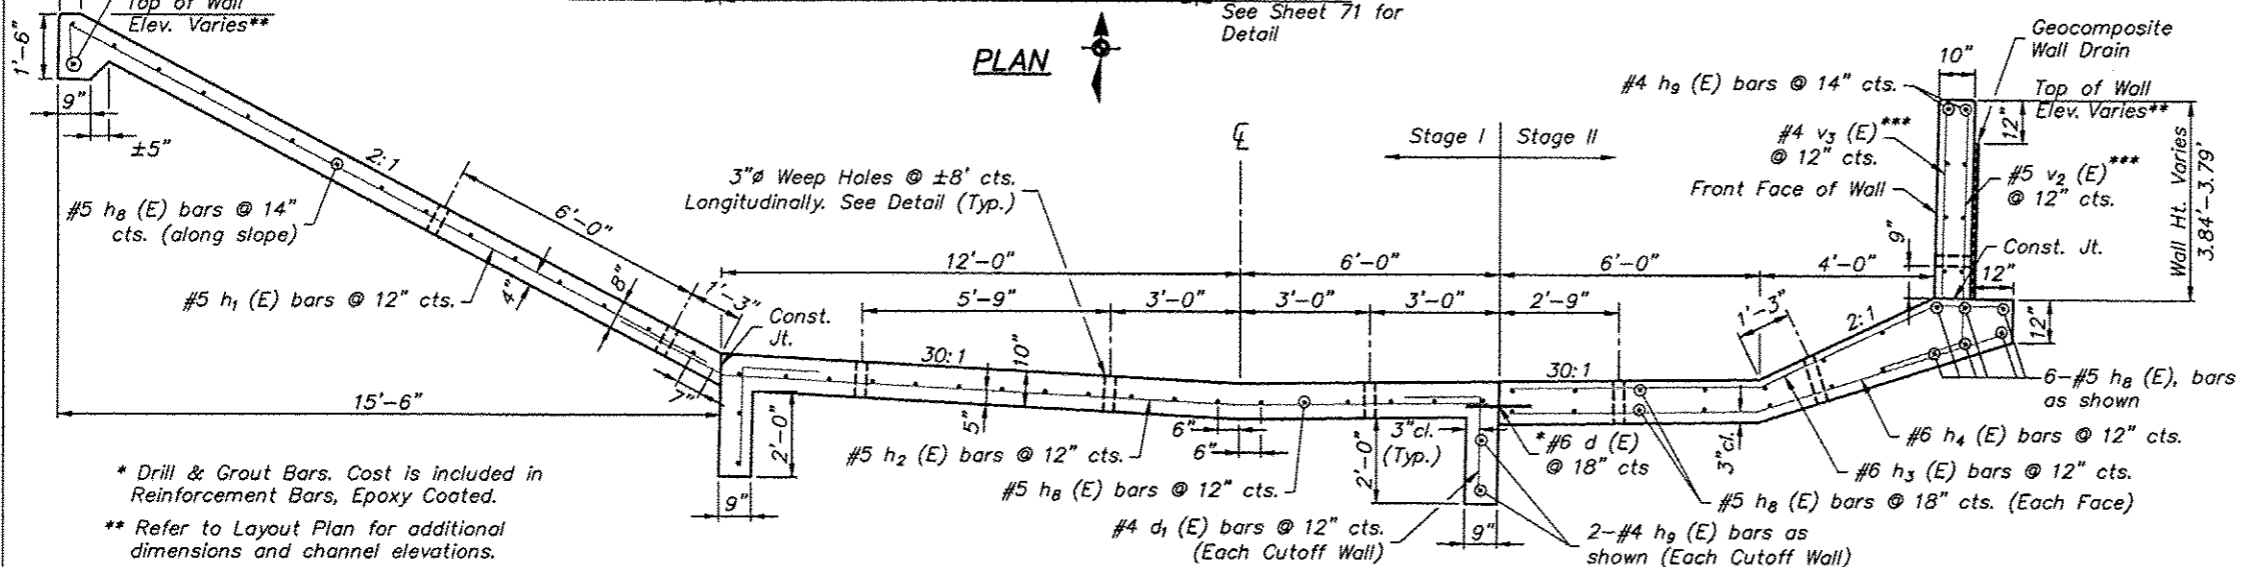 Top of Wall
Elev. Varies**
1'-6"
9"
±5"
See Sheet 71 for
Detail
PLAN
Geocomposite
Wall Drain
10"
#4 h9 (E) bars @ 14" cts.
Top of Wall
Elev. Varies**
12"
#4 v3 (E)***
@ 12" cts.
#5 v2 (E)***
@ 12" cts.
Front Face of Wall
Wall Ht. Varies
3.84'-3.79'
9"
Const. Jt.
12"
12"
℄
Stage I
Stage II
3"ø Weep Holes @ ±8' cts.
Longitudinally. See Detail (Typ.)
2:1
#5 h8 (E) bars @ 14"
cts. (along slope)
6'-0"
#5 h1 (E) bars @ 12" cts.
4"
8"
1'-3"
Const.
Jt.
7"
15'-6"
12'-0"
6'-0"
6'-0"
4'-0"
5'-9"
3'-0"
3'-0"
3'-0"
2'-9"
1'-3"
2:1
30:1
10"
30:1
5"
2'-0"
9"
#5 h2 (E) bars @ 12" cts.
6"
6"
#5 h8 (E) bars @ 12" cts.
2'-0"
3"cl.
(Typ.)
*#6 d (E)
@ 18" cts
3"cl.
6-#5 h8 (E), bars
as shown
#6 h4 (E) bars @ 12" cts.
#6 h3 (E) bars @ 12" cts.
#5 h8 (E) bars @ 18" cts. (Each Face)
#4 d1 (E) bars @ 12" cts.
(Each Cutoff Wall)
9"
2-#4 h9 (E) bars as
shown (Each Cutoff Wall)
* Drill & Grout Bars. Cost is included in
Reinforcement Bars, Epoxy Coated.
** Refer to Layout Plan for additional
dimensions and channel elevations.